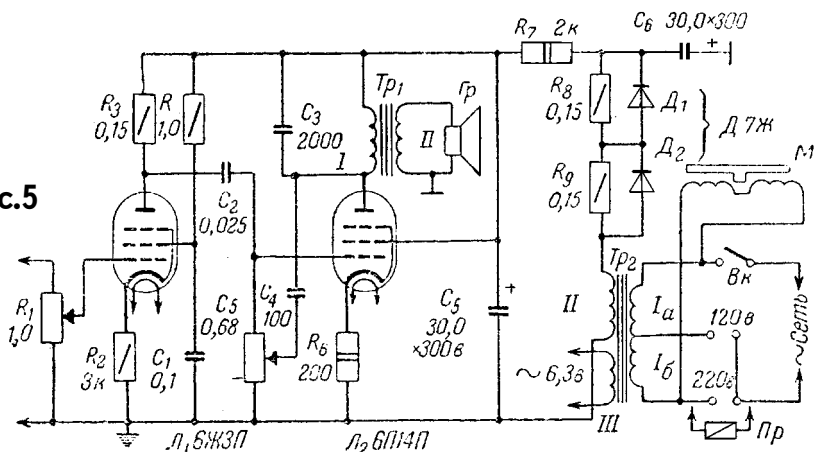 R7 2к
C6 30,0×300
+
Тр1
Гр
R3
0,15
R
1,0
C3
2000
I
II
R8
0,15
Д1
Д2
} Д 7Ж
М
R9
0,15
с.5
C2
0,025
R1
1,0
R2
3к
C1
0,1
C5
0,68
C4
100
R6
200
+
C5
30,0
×300в
Тр2
II
Iа
Iб
Вк
120в
220в
~Сеть
~6,3в
III
Пр
Л1 6Ж3П
Л2 6П14П